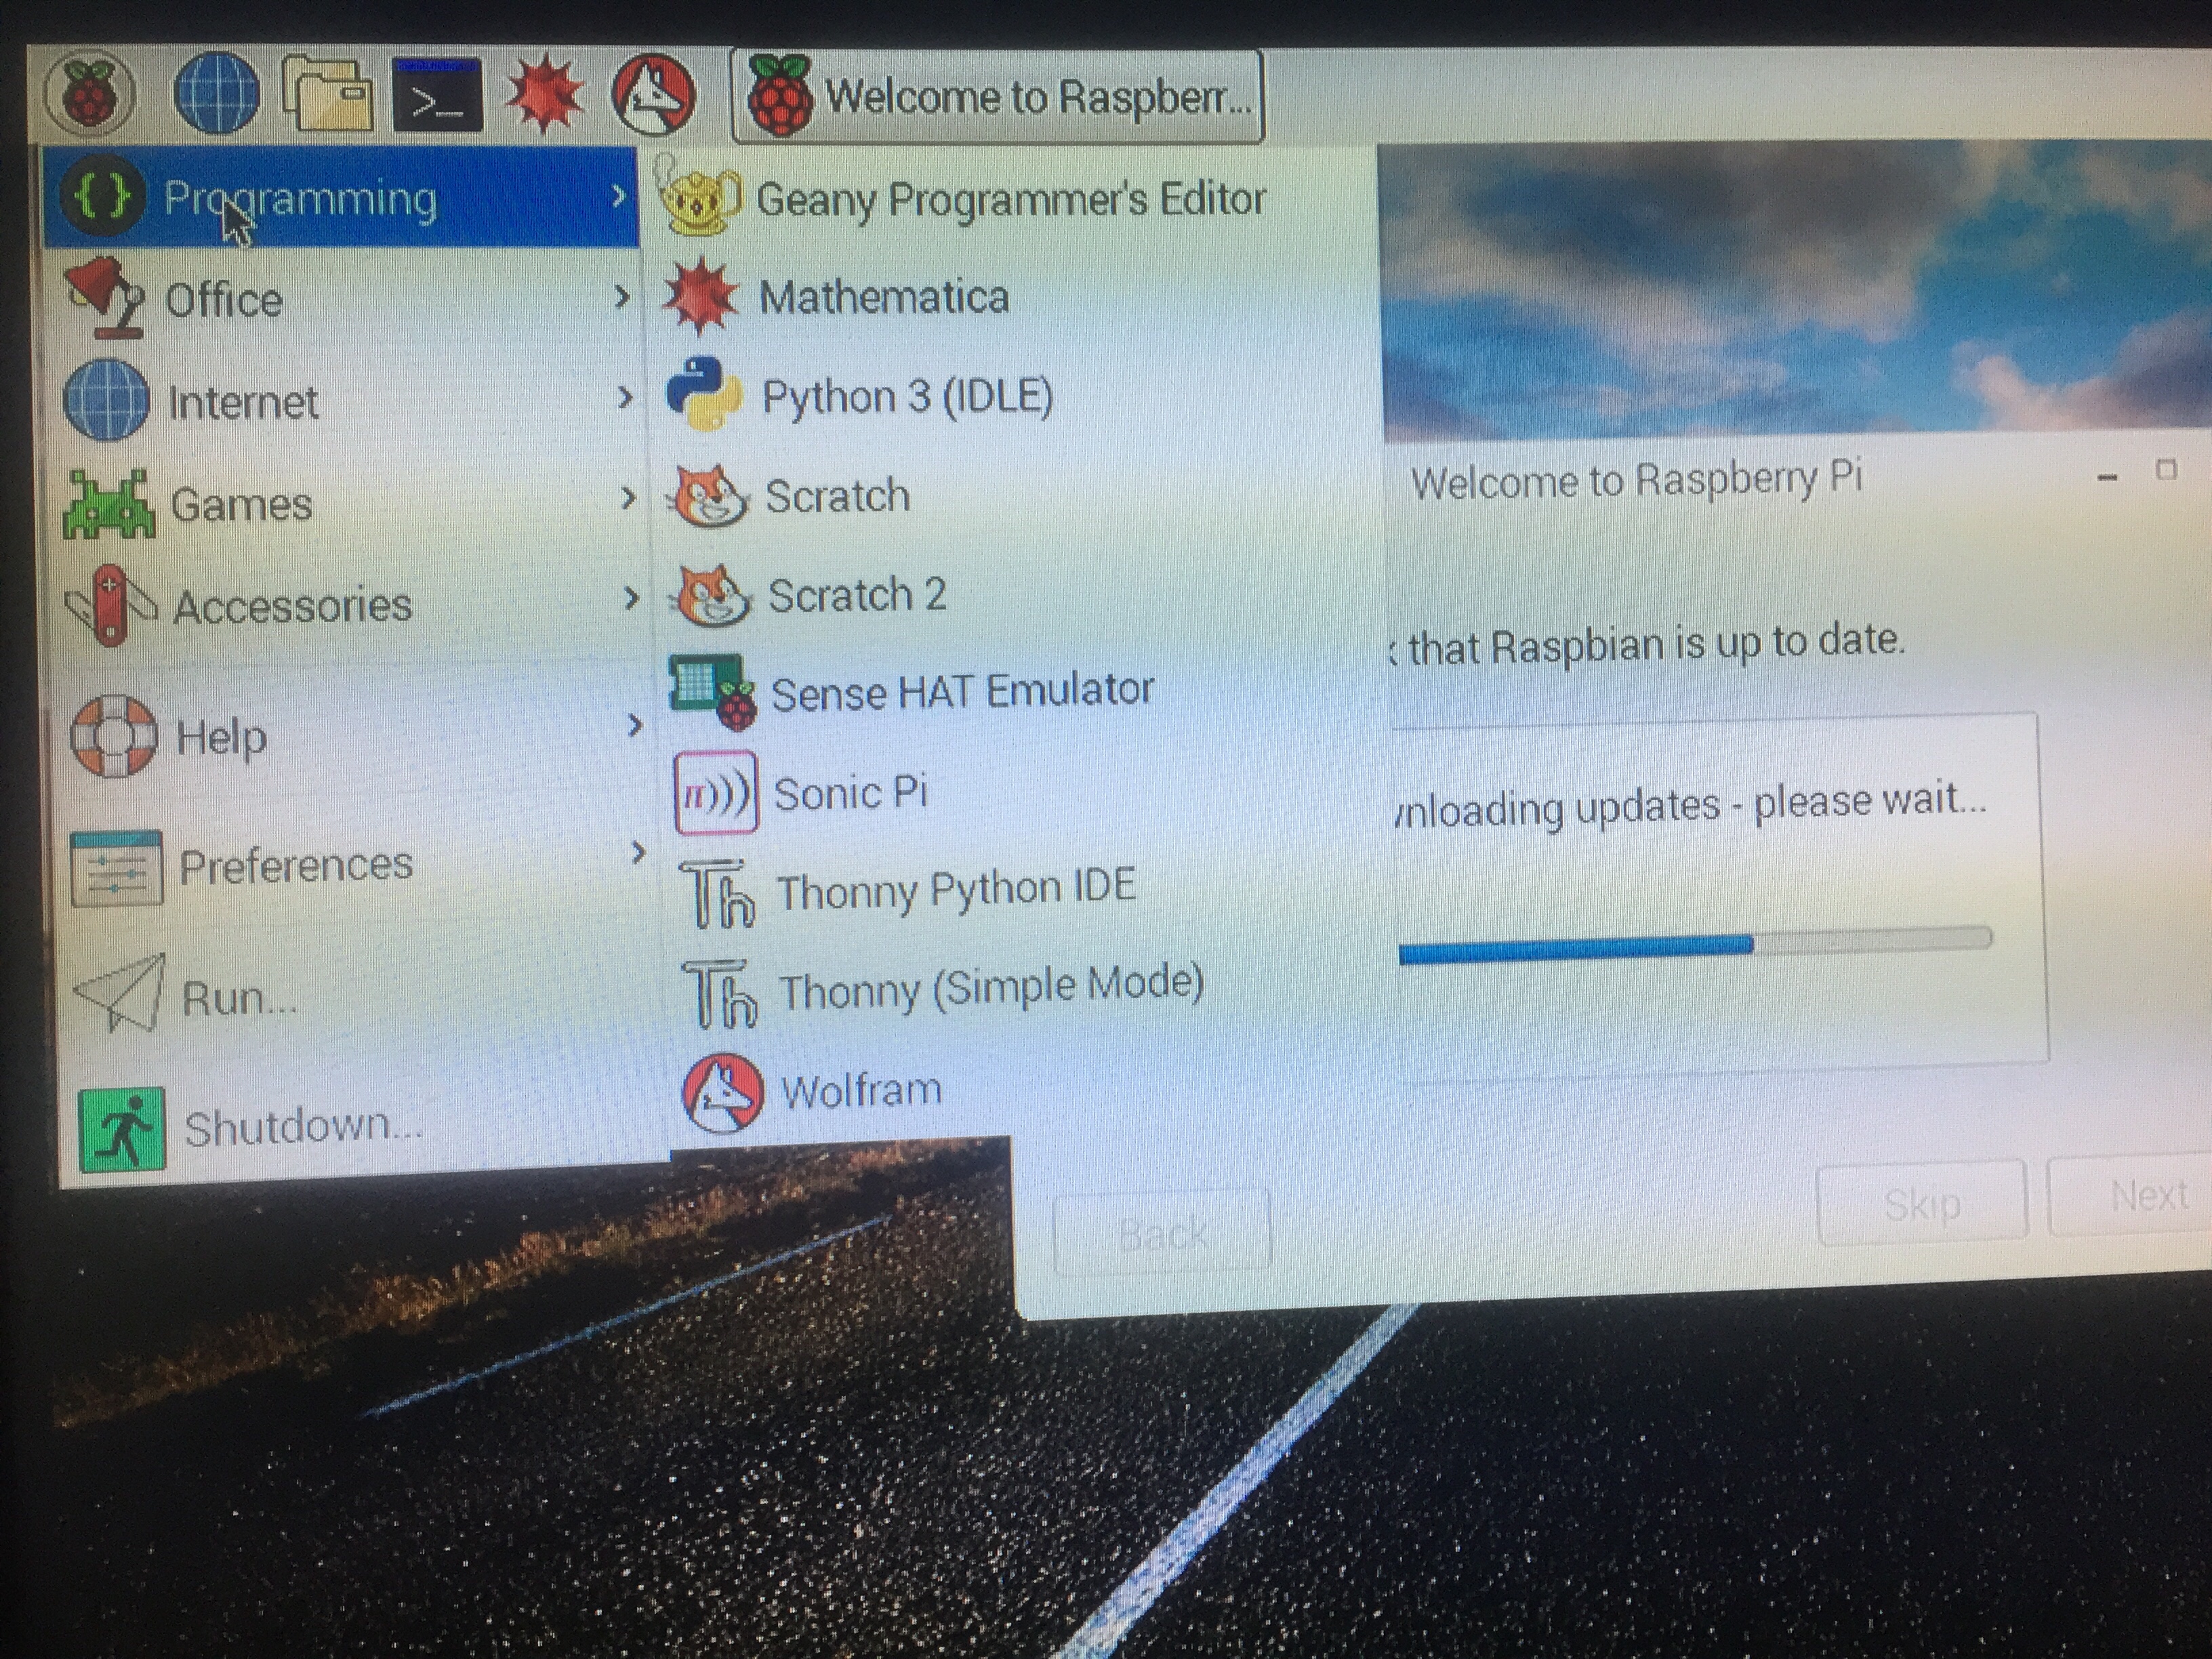 Welcome to Raspberr...
Programming
Office
Internet
Games
Accessories
Help
Preferences
Run...
Shutdown...
Geany Programmer's Editor
Mathematica
Python 3 (IDLE)
Scratch
Scratch 2
Sense HAT Emulator
Sonic Pi
Thonny Python IDE
Thonny (Simple Mode)
Wolfram
Welcome to Raspberry Pi
that Raspbian is up to date.
nloading updates - please wait...
Back
Skip
Next